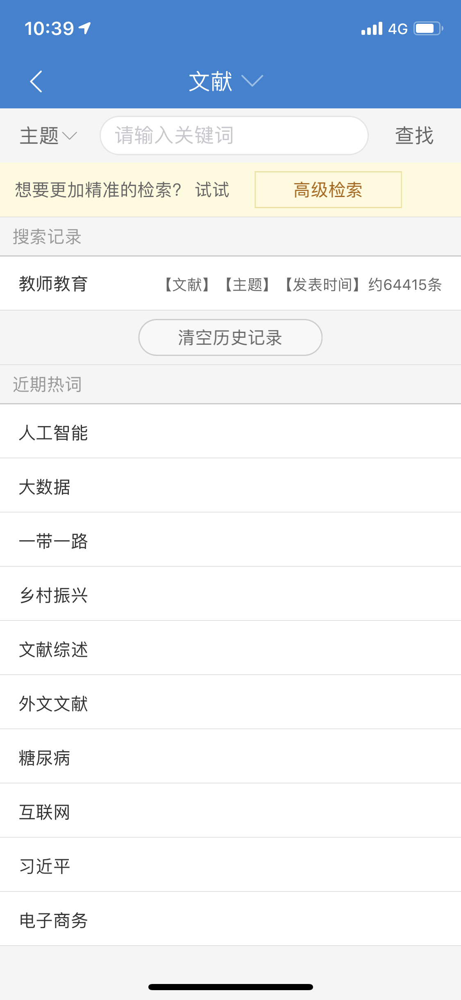 10:39 4G
文献
主题 请输入关键词 查找
想要更加精准的检索? 试试 高级检索
搜索记录
教师教育 【文献】【主题】【发表时间】约64415条
清空历史记录
近期热词
人工智能
大数据
一带一路
乡村振兴
文献综述
外文文献
糖尿病
互联网
习近平
电子商务